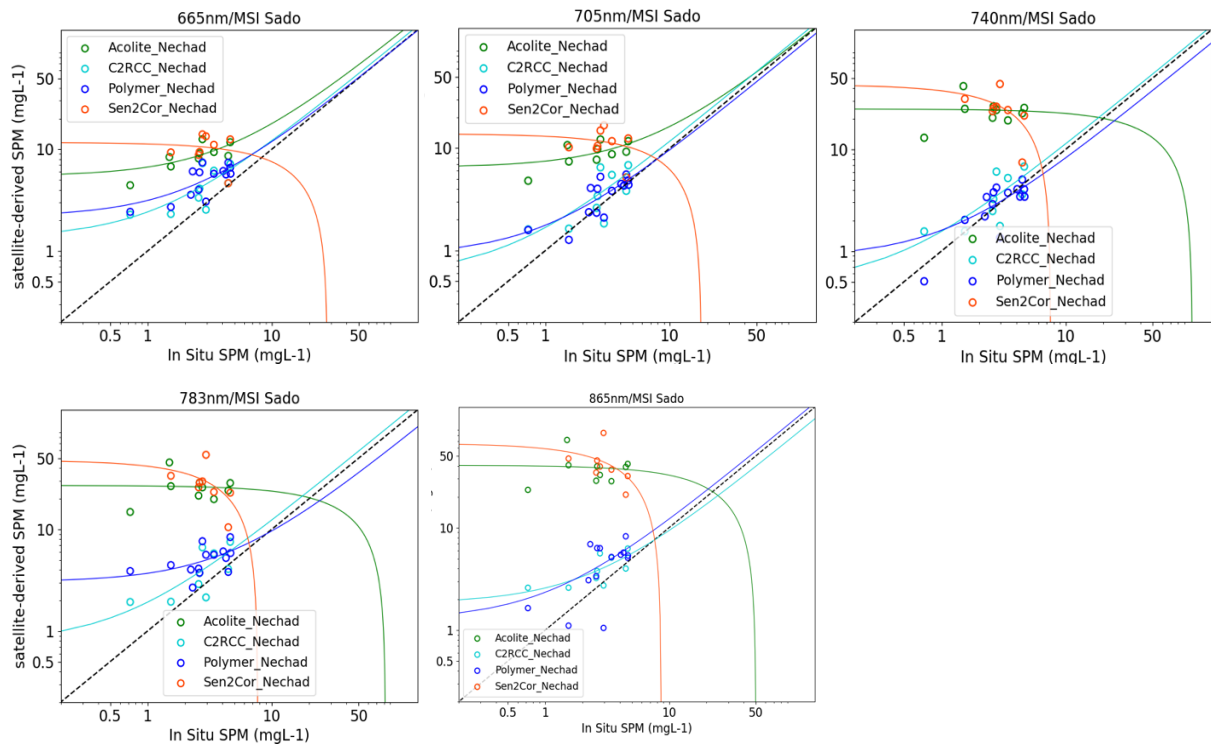 665nm/MSI Sado
satellite-derived SPM (mgL-1)
50
10
5
1
0.5
Acolite_Nechad
C2RCC_Nechad
Polymer_Nechad
Sen2Cor_Nechad
0.5 1 10 50
In Situ SPM (mgL-1)
705nm/MSI Sado
50
10
5
1
0.5
Acolite_Nechad
C2RCC_Nechad
Polymer_Nechad
Sen2Cor_Nechad
0.5 1 10 50
In Situ SPM (mgL-1)
740nm/MSI Sado
50
10
5
1
0.5
Acolite_Nechad
C2RCC_Nechad
Polymer_Nechad
Sen2Cor_Nechad
0.5 1 10 50
In Situ SPM (mgL-1)
783nm/MSI Sado
satellite-derived SPM (mgL-1)
50
10
5
1
0.5
Acolite_Nechad
C2RCC_Nechad
Polymer_Nechad
Sen2Cor_Nechad
0.5 1 10 50
In Situ SPM (mgL-1)
865nm/MSI Sado
50
10
5
1
0.5
Acolite_Nechad
C2RCC_Nechad
Polymer_Nechad
Sen2Cor_Nechad
0.5 1 10 50
In Situ SPM (mgL-1)